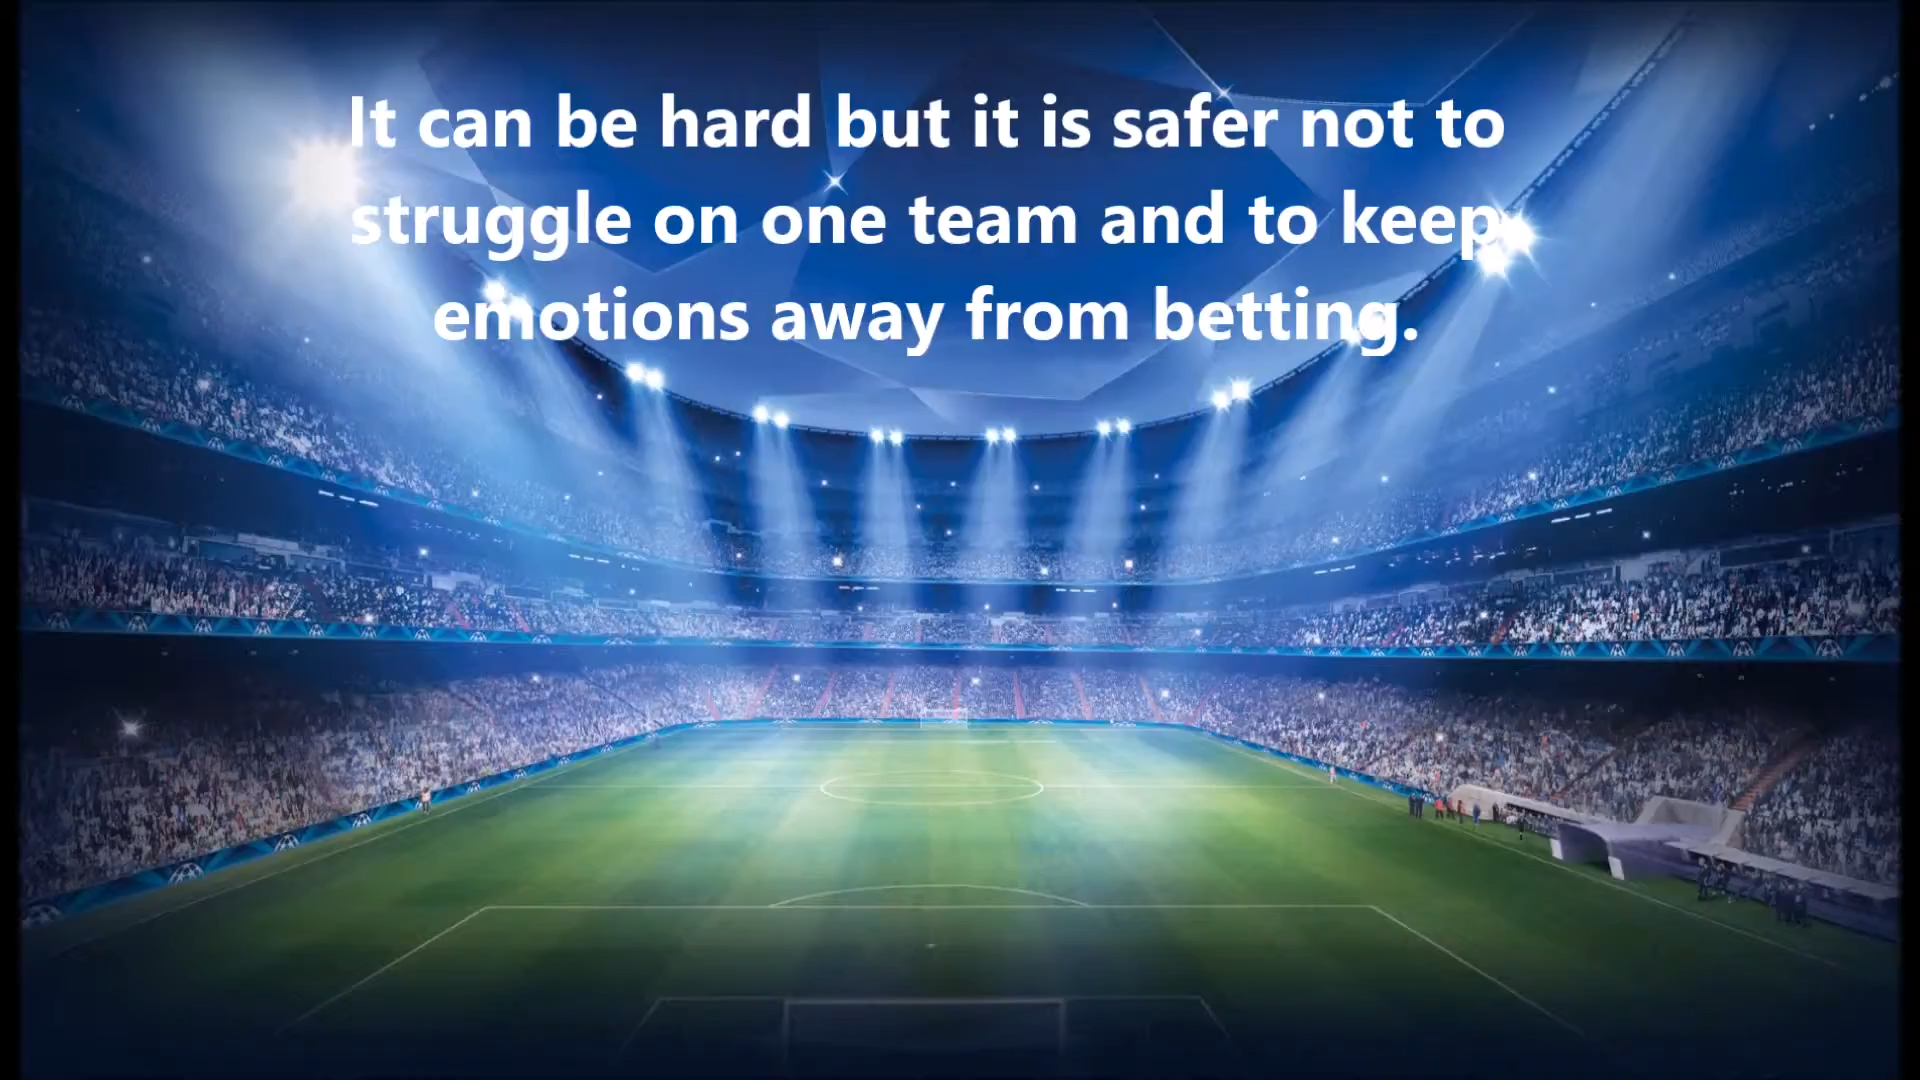 It can be hard but it is safer not to
struggle on one team and to keep
emotions away from betting.